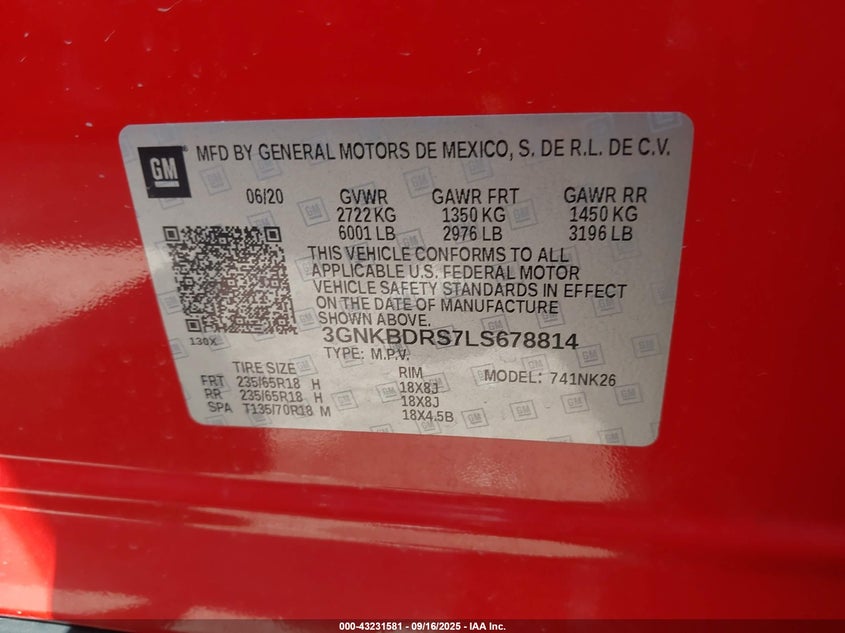 GM
MFD BY GENERAL MOTORS DE MEXICO, S. DE R.L. DE C.V.
06/20 GVWR GAWR FRT GAWR RR
2722 KG 1350 KG 1450 KG
6001 LB 2976 LB 3196 LB
THIS VEHICLE CONFORMS TO ALL
APPLICABLE U.S. FEDERAL MOTOR
VEHICLE SAFETY STANDARDS IN EFFECT
ON THE DATE OF MANUFACTURE
SHOWN ABOVE.
130X
3GNKBDRS7LS678814
TYPE: M.P.V.
TIRE SIZE RIM MODEL: 741NK26
FRT 235/65R18 H 18X8J
RR 235/65R18 H 18X8J
SPA T135/70R18 M 18X4.5B
000-43231581 - 09/16/2025 - IAA Inc.